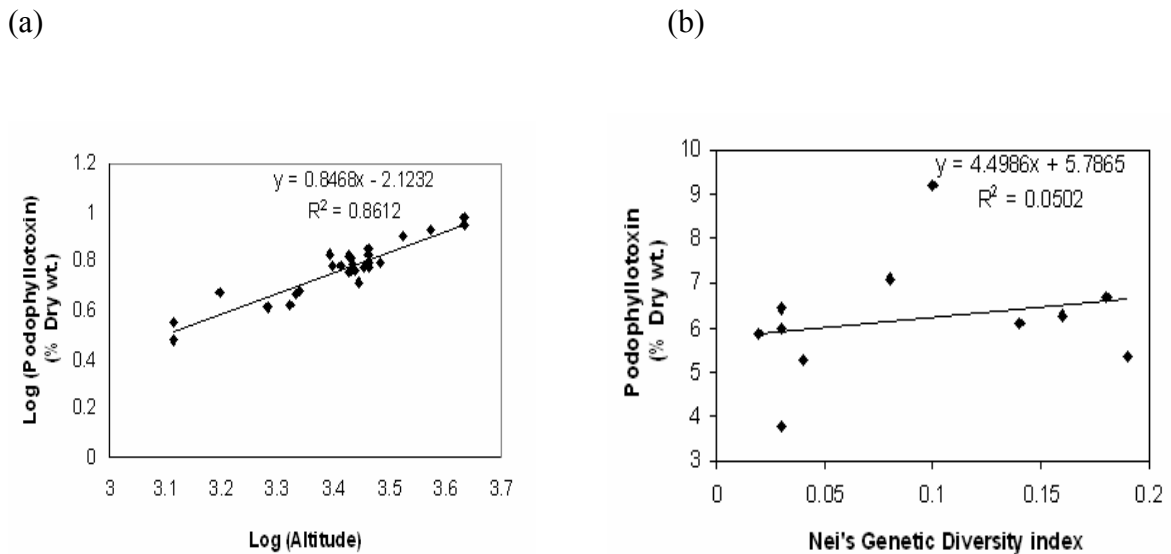 (a)
(b)
1.2
1
0.8
0.6
0.4
0.2
0
y = 0.8468x - 2.1232
R² = 0.8612
Log (Podophyllotoxin)
(% Dry wt.)
3 3.1 3.2 3.3 3.4 3.5 3.6 3.7
Log (Altitude)
10
9
8
7
6
5
4
3
y = 4.4986x + 5.7865
R² = 0.0502
Podophyllotoxin
(% Dry wt.)
0 0.05 0.1 0.15 0.2
Nei's Genetic Diversity index